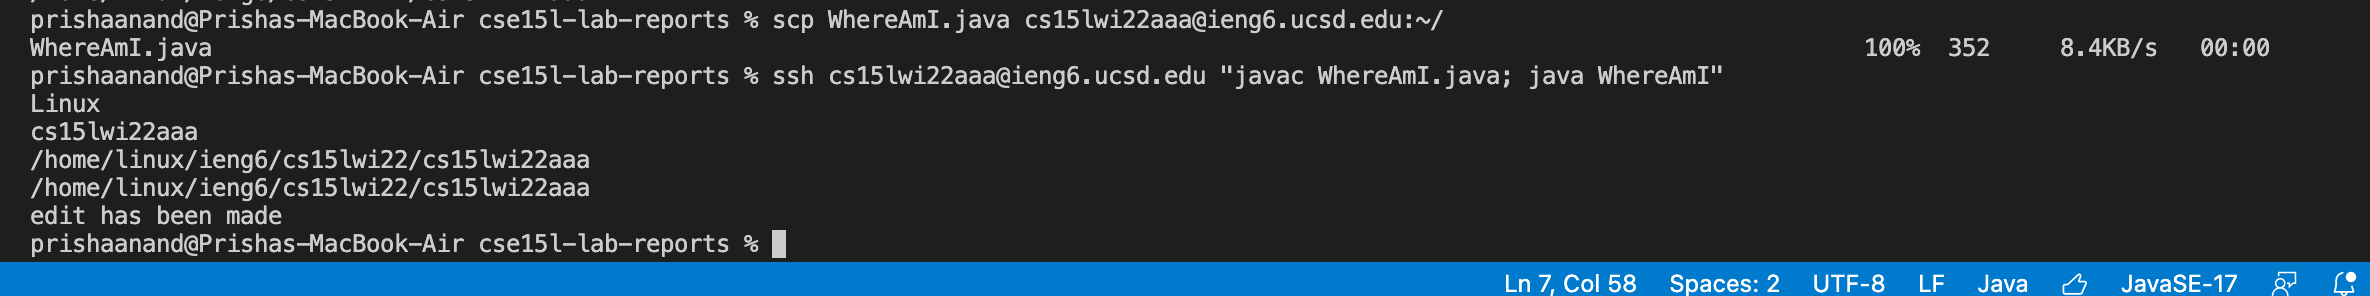 prishaanand@Prishas-MacBook-Air cse15l-lab-reports % scp WhereAmI.java cs15lwi22aaa@ieng6.ucsd.edu:~/
WhereAmI.java 100% 352 8.4KB/s 00:00
prishaanand@Prishas-MacBook-Air cse15l-lab-reports % ssh cs15lwi22aaa@ieng6.ucsd.edu "javac WhereAmI.java; java WhereAmI"
Linux
cs15lwi22aaa
/home/linux/ieng6/cs15lwi22/cs15lwi22aaa
/home/linux/ieng6/cs15lwi22/cs15lwi22aaa
edit has been made
prishaanand@Prishas-MacBook-Air cse15l-lab-reports %
Ln 7, Col 58 Spaces: 2 UTF-8 LF Java JavaSE-17